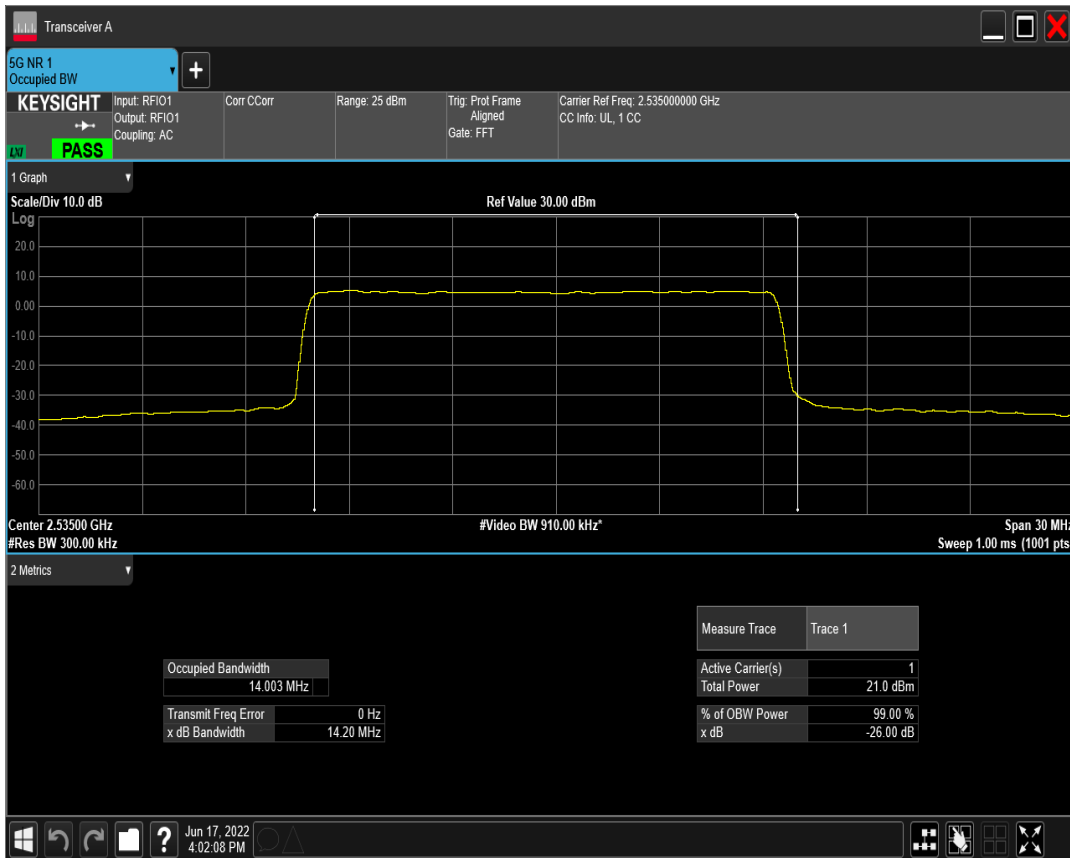 Transceiver A
5G NR 1
Occupied BW
+
KEYSIGHT
LXI
PASS
Input: RFIO1
Output: RFIO1
Coupling: AC
Corr CCorr
Range: 25 dBm
Trig: Prot Frame
Aligned
Gate: FFT
Carrier Ref Freq: 2.535000000 GHz
CC Info: UL, 1 CC
1 Graph
Scale/Div 10.0 dB
Ref Value 30.00 dBm
Log
20.0
10.0
0.00
-10.0
-20.0
-30.0
-40.0
-50.0
-60.0
Center 2.53500 GHz
#Video BW 910.00 kHz*
Span 30 MHz
#Res BW 300.00 kHz
Sweep 1.00 ms (1001 pts
2 Metrics
Measure Trace Trace 1
Occupied Bandwidth
14.003 MHz
Active Carrier(s) 1
Total Power 21.0 dBm
Transmit Freq Error 0 Hz
x dB Bandwidth 14.20 MHz
% of OBW Power 99.00 %
x dB -26.00 dB
?
Jun 17, 2022
4:02:08 PM